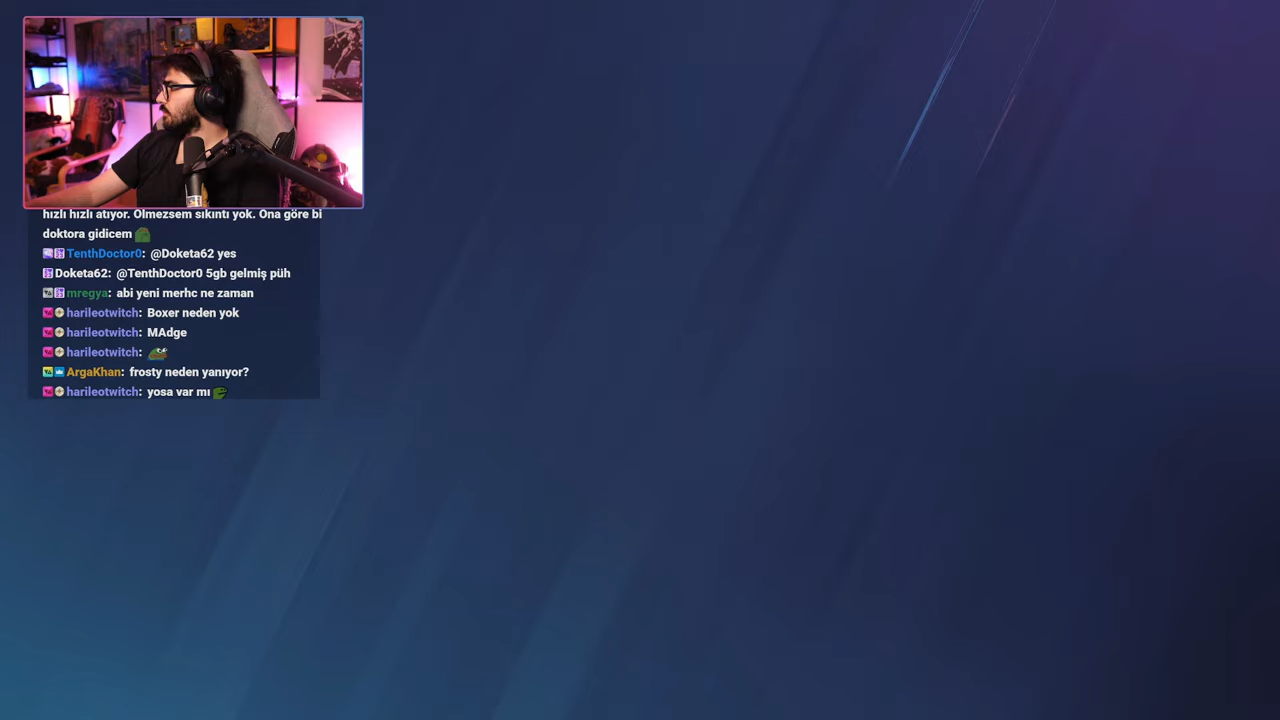 hızlı hızlı atıyor. Ölmezsem sıkıntı yok. Ona göre bi
doktora gidicem
TenthDoctor0: @Doketa62 yes
Doketa62: @TenthDoctor0 5gb gelmiş püh
mregya: abi yeni merhc ne zaman
harileotwitch: Boxer neden yok
harileotwitch: MAdge
harileotwitch:
ArgaKhan: frosty neden yanıyor?
harileotwitch: yosa var mı